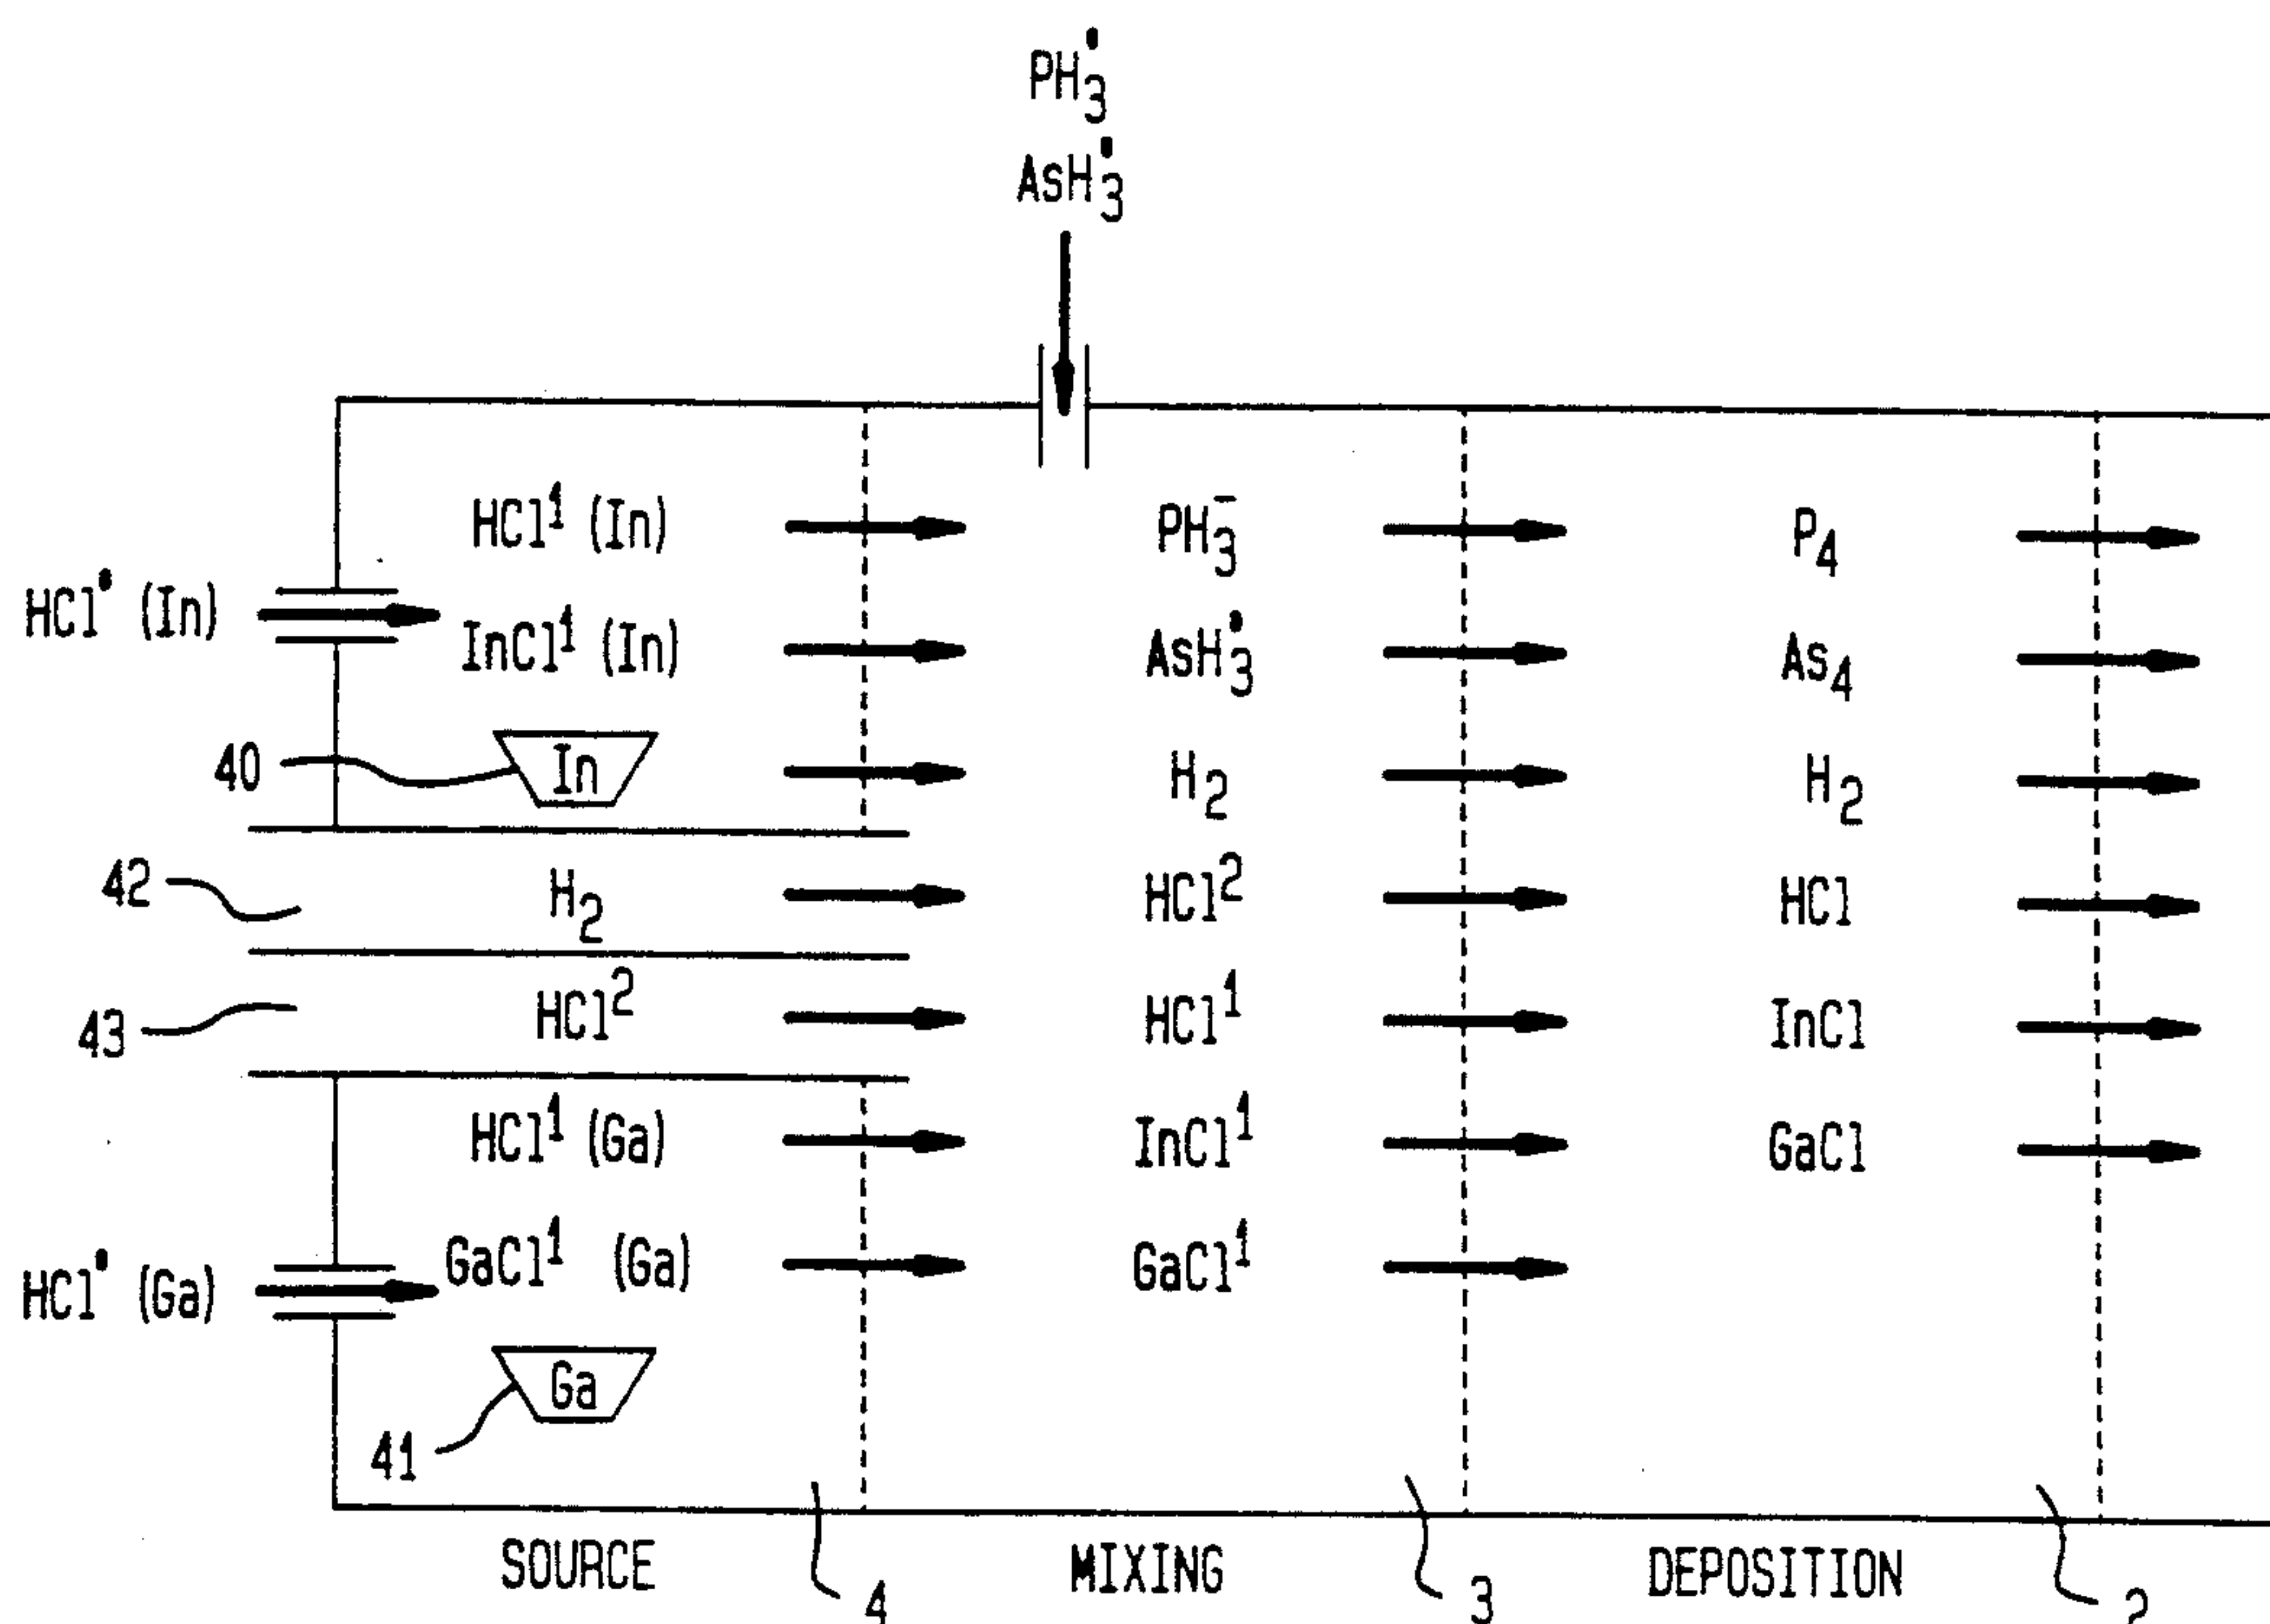 PH₃•
AsH₃•
HCl• (In)
HCl¹ (In)
InCl¹ (In)
40
In
42
H₂
43
HCl²
HCl¹ (Ga)
GaCl¹ (Ga)
HCl• (Ga)
Ga
41
PH₃⁻
AsH₃•
H₂
HCl²
HCl¹
InCl¹
GaCl¹
P₄
As₄
H₂
HCl
InCl
GaCl
SOURCE
4
MIXING
3
DEPOSITION
2